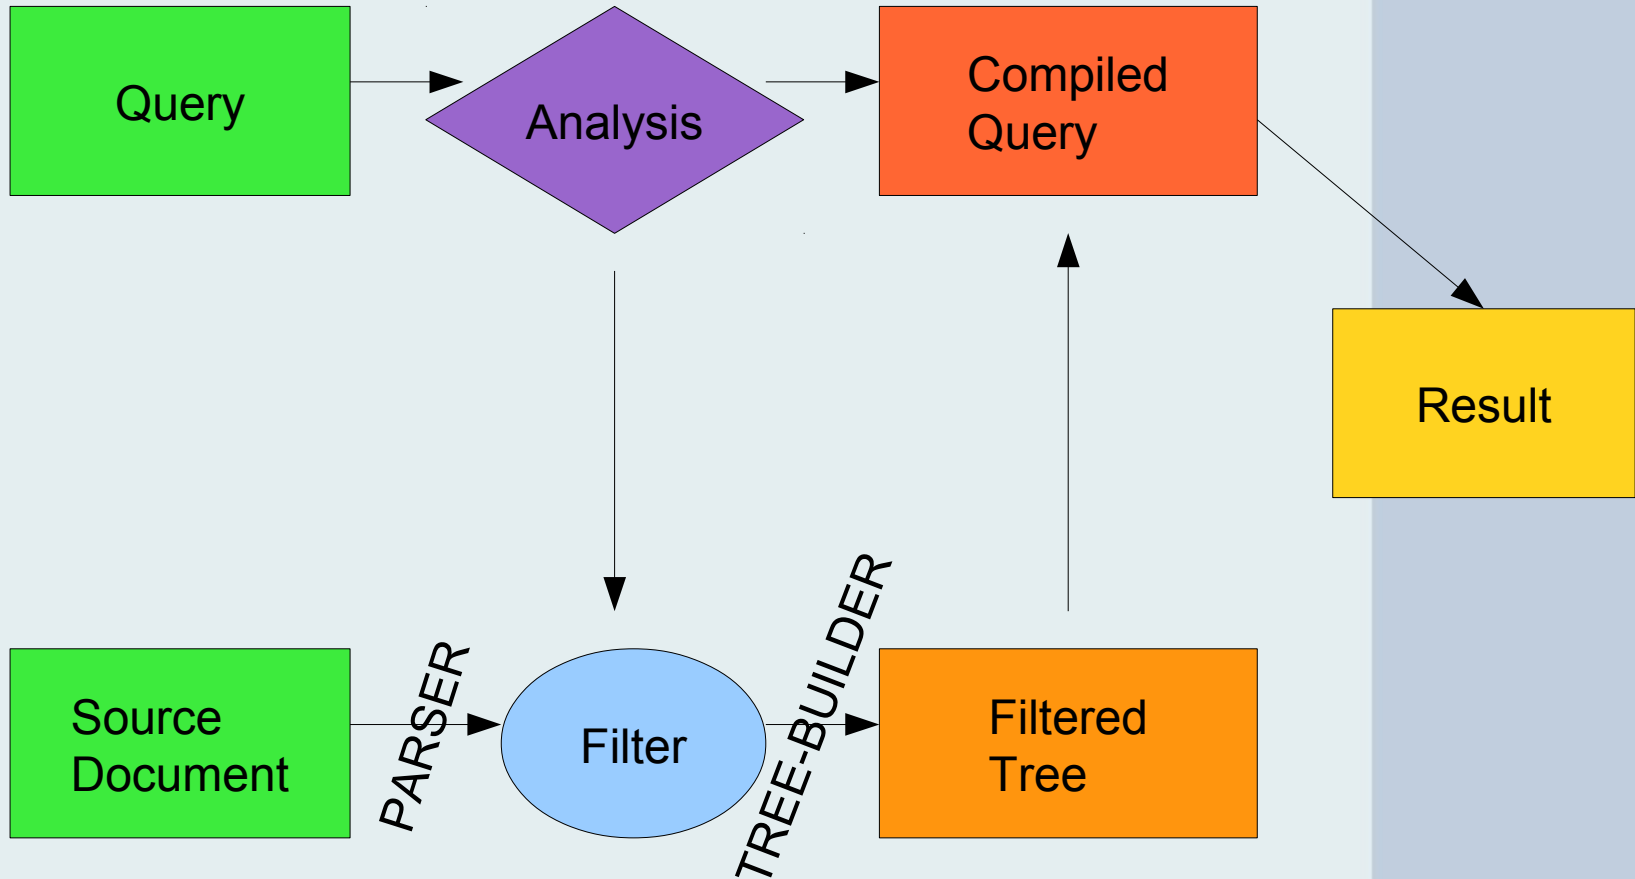 Query
Analysis
Compiled
Query
Result
Source
Document
PARSER
Filter
TREE-BUILDER
Filtered
Tree